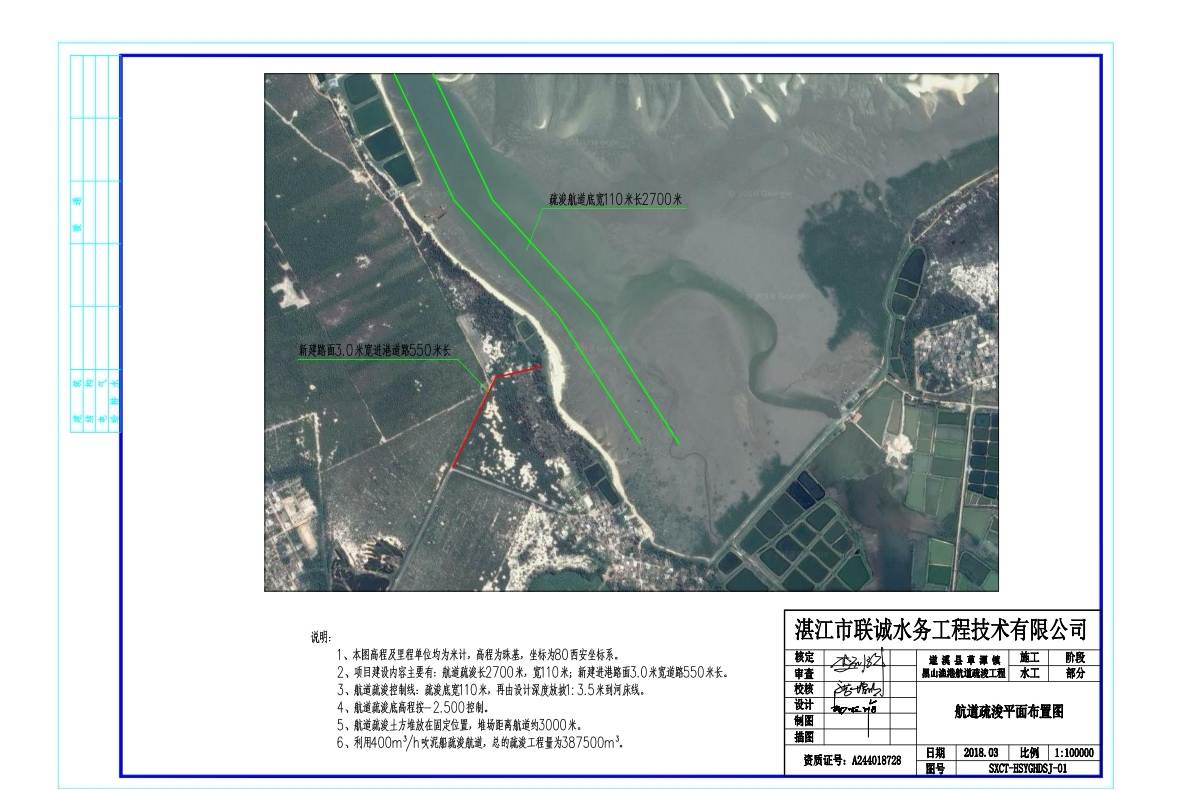 疏浚航道底宽110米长2700米
新建路面3.0米宽进港道路550米长
说明:
1、本图高程及里程单位均为米计，高程为珠基，坐标为80西安坐标系。
2、项目建设内容主要有：航道疏浚长2700米，宽110米；新建进港路面3.0米宽道路550米长。
3、航道疏浚控制线：疏浚底宽110米，再由设计深度放坡1:3.5米到河床线。
4、航道疏浚底高程按-2.500控制。
5、航道疏浚土方堆放在固定位置，堆场距离航道约3000米。
6、利用400m³/h吹泥船疏浚航道，总的疏浚工程量为387500m³。
湛江市联诚水务工程技术有限公司
核定
审查
校核
设计
制图
描图
遂溪县草潭镇
施工 阶段
水工 部分
航道疏浚平面布置图
资质证号：A244018728
日期 2018.03 比例 1:100000
图号 SXCT-HSYGHDSJ-01